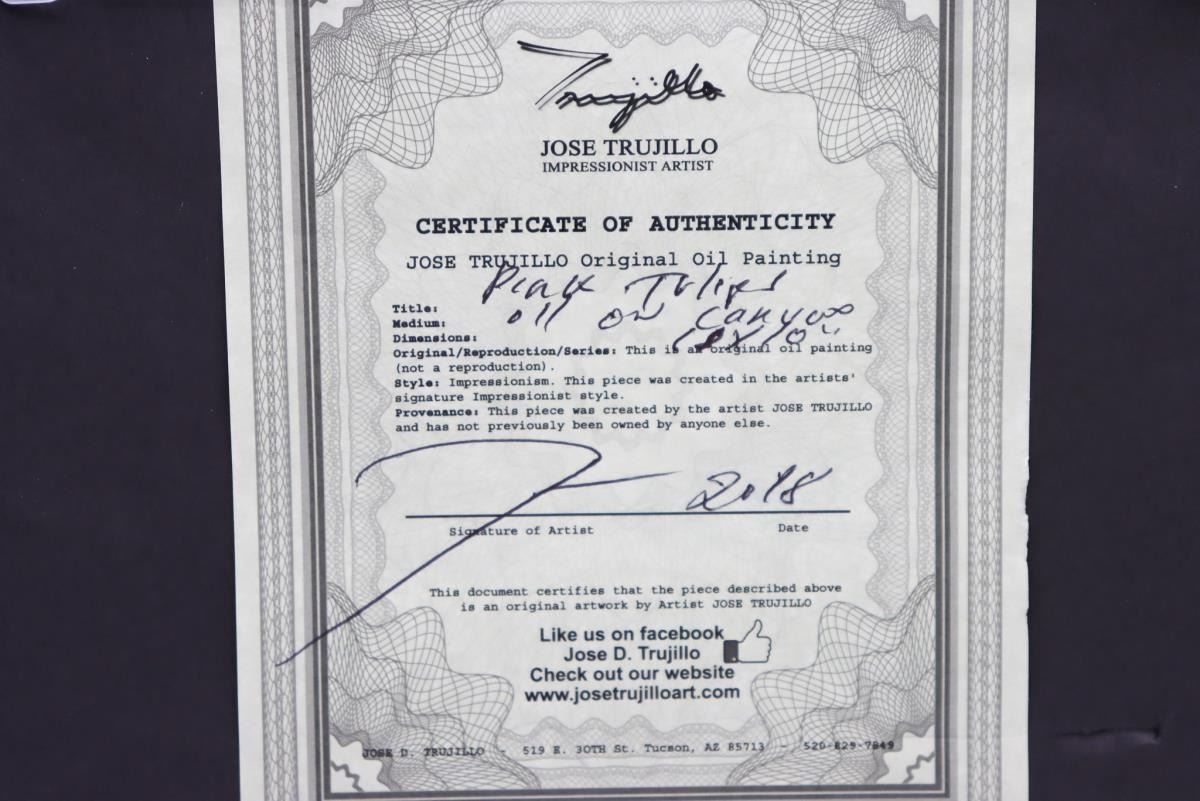 Trujillo
JOSE TRUJILLO
IMPRESSIONIST ARTIST
CERTIFICATE OF AUTHENTICITY
JOSE TRUJILLO Original Oil Painting
Title: Pink Tulips
Medium: oil on canvas
Dimensions:
Original/Reproduction/Series: This is an original oil painting
(not a reproduction).
Style: Impressionism. This piece was created in the artists'
signature Impressionist style.
Provenance: This piece was created by the artist JOSE TRUJILLO
and has not previously been owned by anyone else.
2018
Signature of Artist Date
This document certifies that the piece described above
is an original artwork by Artist JOSE TRUJILLO
Like us on facebook
Jose D. Trujillo
Check out our website
www.josetrujilloart.com
JOSE D. TRUJILLO - 519 E. 30TH St. Tucson, AZ 85713 - 520-829-7849